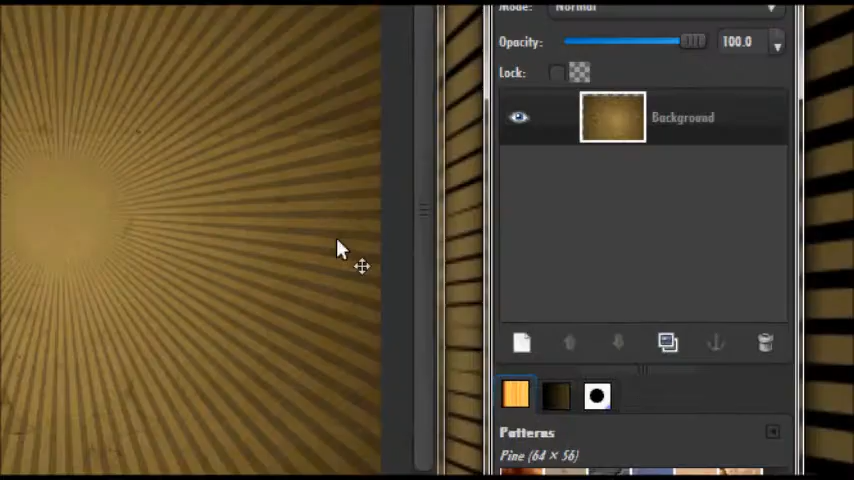 Mode: Normal
Opacity: 100.0
Lock:
Background
Patterns
Pine (64 × 56)